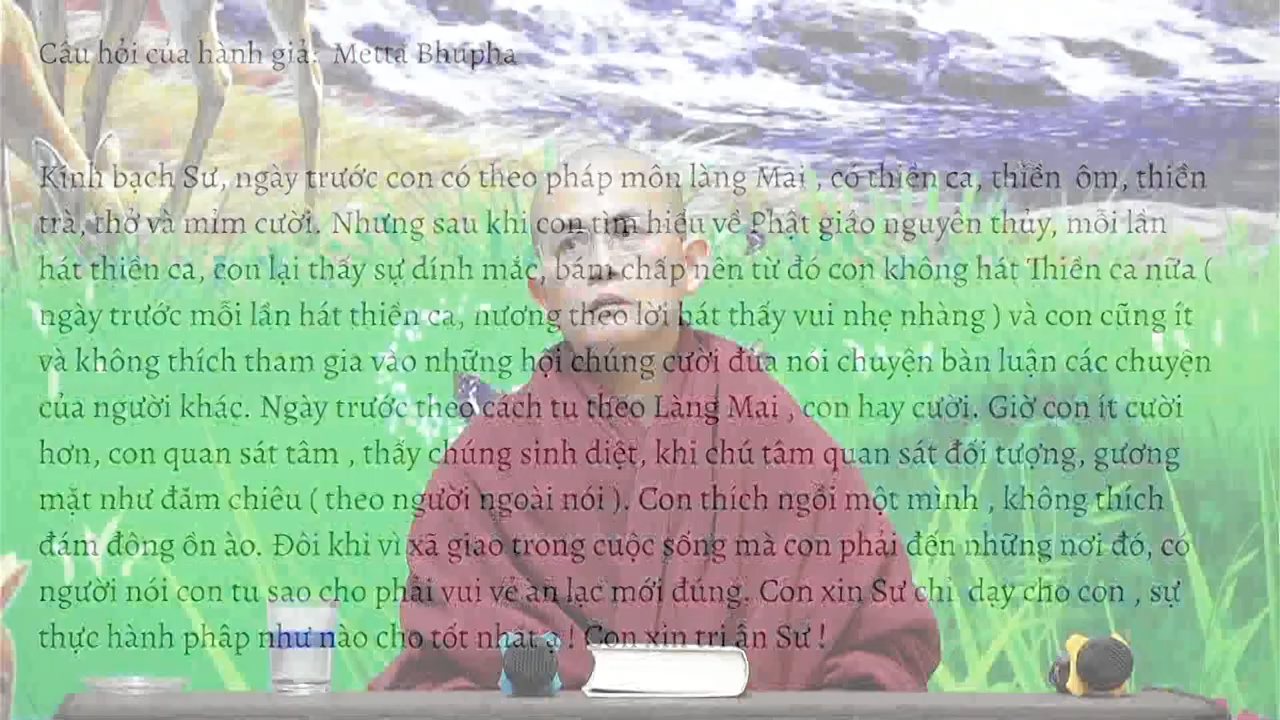 Câu hỏi của hành giả: Metta Bhupha
Kính bạch Sư, ngày trước con có theo pháp môn làng Mai , có thiền ca, thiền ôm, thiền
trà, thở và mỉm cười. Nhưng sau khi con tìm hiểu về Phật giáo nguyên thủy, mỗi lần
hát thiền ca, con lại thấy sự dính mắc, bám chấp nên từ đó con không hát Thiền ca nữa (
ngày trước mỗi lần hát thiền ca, nương theo lời hát thấy vui nhẹ nhàng ) và con cũng ít
và không thích tham gia vào những hội chúng cười đùa nói chuyện bàn luận các chuyện
của người khác. Ngày trước theo cách tu theo Làng Mai , con hay cười. Giờ con ít cười
hơn, con quan sát tâm , thấy chúng sinh diệt, khi chú tâm quan sát đối tượng, gương
mặt như đăm chiêu ( theo người ngoài nói ). Con thích ngồi một mình , không thích
đám đông ồn ào. Đôi khi vì xã giao trong cuộc sống mà con phải đến những nơi đó, có
người nói con tu sao cho phải vui vẻ an lạc mới đúng. Con xin Sư chỉ dạy cho con , sự
thực hành pháp như nào cho tốt nhất ạ ! Con xin tri ân Sư !